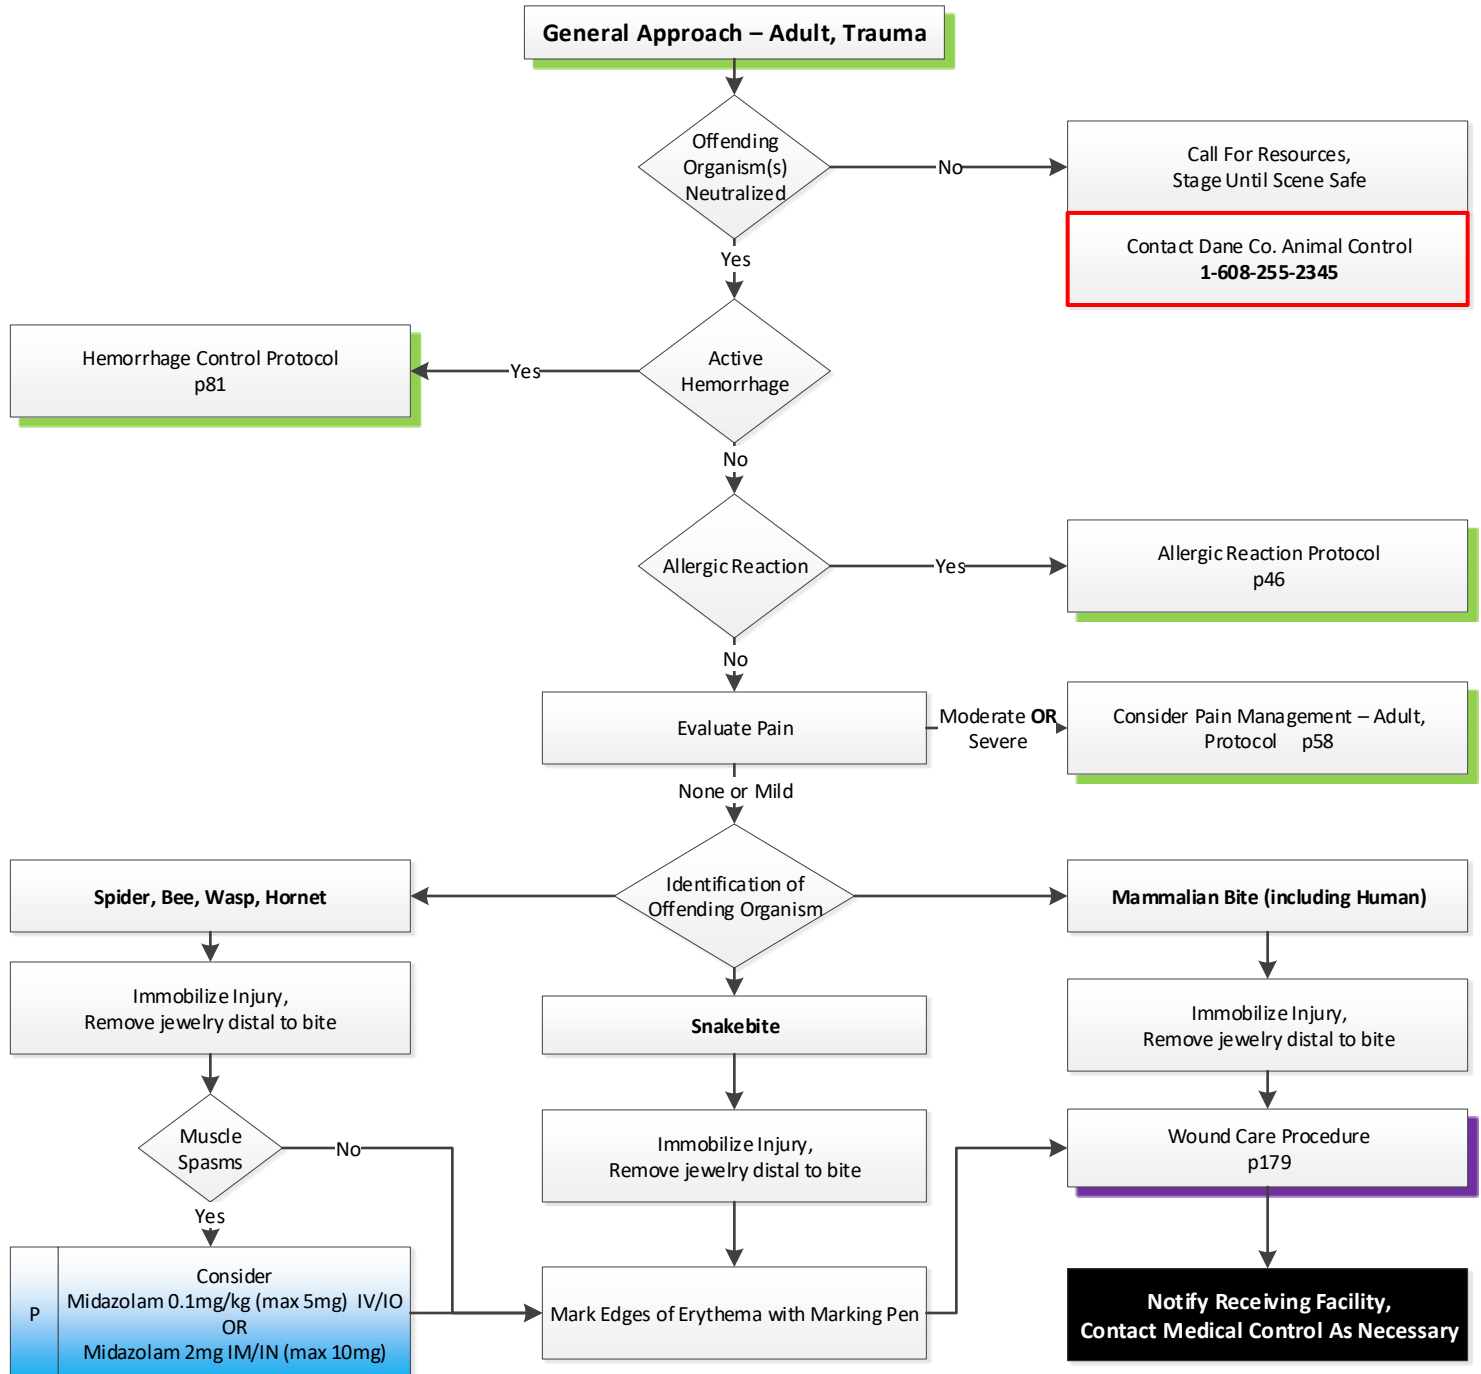 General Approach – Adult, Trauma
Offending
Organism(s)
Neutralized
No
Call For Resources,
Stage Until Scene Safe
Contact Dane Co. Animal Control
1-608-255-2345
Yes
Active
Hemorrhage
Yes
Hemorrhage Control Protocol
p81
No
Allergic Reaction
Yes
Allergic Reaction Protocol
p46
No
Evaluate Pain
Moderate OR
Severe
Consider Pain Management – Adult,
Protocol p58
None or Mild
Identification of
Offending Organism
Spider, Bee, Wasp, Hornet
Immobilize Injury,
Remove jewelry distal to bite
Muscle
Spasms
No
Yes
P
Consider
Midazolam 0.1mg/kg (max 5mg) IV/IO
OR
Midazolam 2mg IM/IN (max 10mg)
Snakebite
Immobilize Injury,
Remove jewelry distal to bite
Mark Edges of Erythema with Marking Pen
Mammalian Bite (including Human)
Immobilize Injury,
Remove jewelry distal to bite
Wound Care Procedure
p179
Notify Receiving Facility,
Contact Medical Control As Necessary